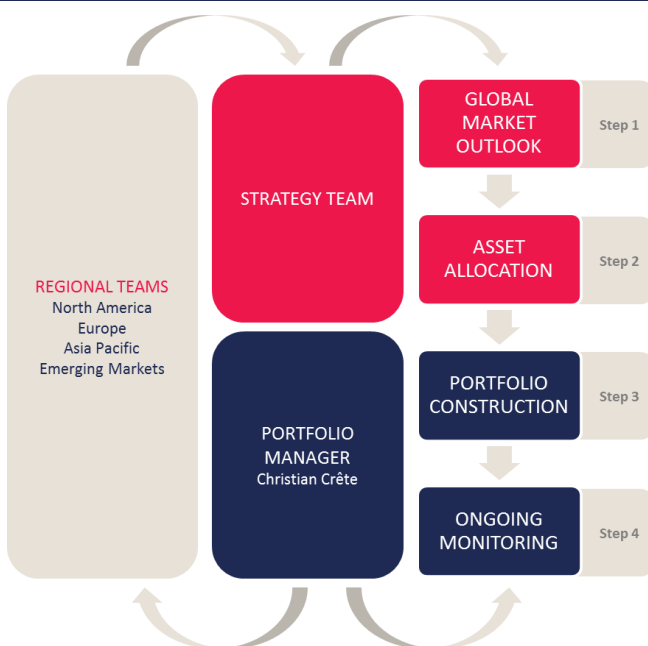 REGIONAL TEAMS
North America
Europe
Asia Pacific
Emerging Markets
STRATEGY TEAM
PORTFOLIO
MANAGER
Christian Crête
GLOBAL
MARKET
OUTLOOK
Step 1
ASSET
ALLOCATION
Step 2
PORTFOLIO
CONSTRUCTION
Step 3
ONGOING
MONITORING
Step 4